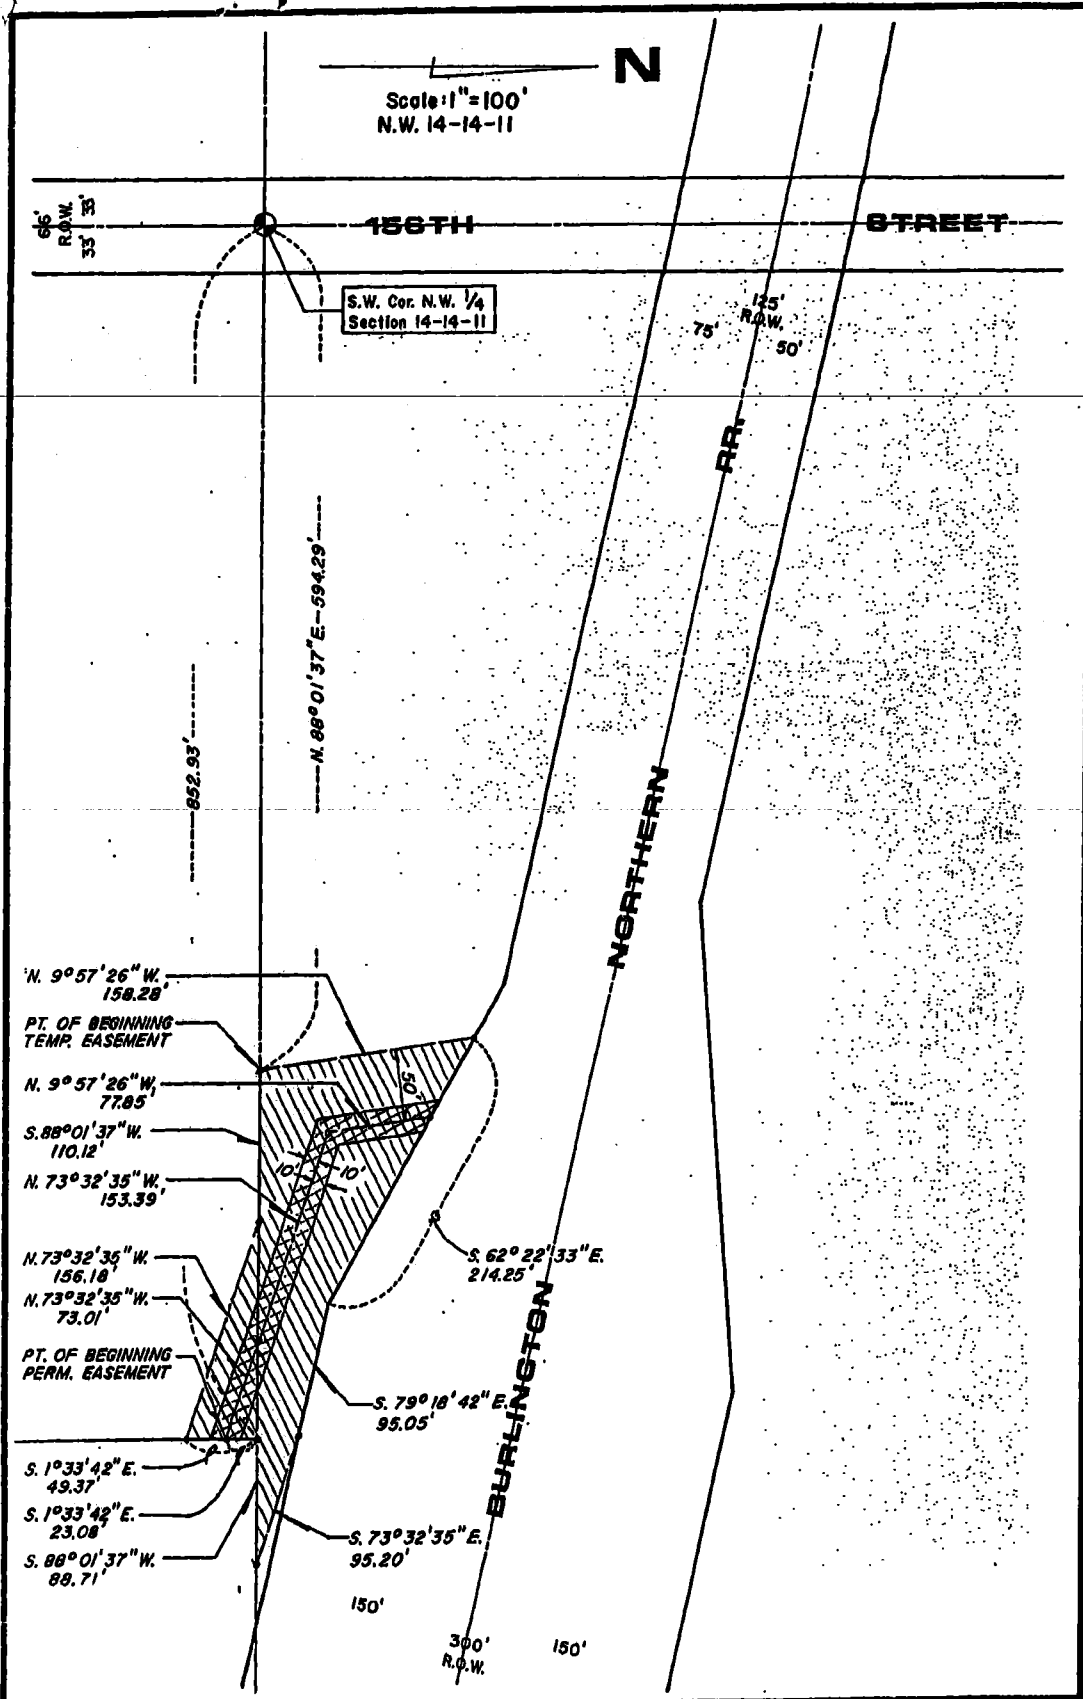 N
Scale: 1"=100'
N.W. 14-14-11
66'
R.O.W.
33' 33'
156TH STREET
S.W. Cor. N.W. 1/4
Section 14-14-11
125'
R.O.W.
75'
50'
RR.
N. 88°01'37"E.-594.29'
852.93'
NORTHERN
N. 9°57'26"W.
158.28'
PT. OF BEGINNING
TEMP. EASEMENT
50'
N. 9°57'26"W.
77.85'
S.88°01'37"W.
110.12'
10'
10'
N. 73°32'35"W.
153.39'
S. 62°22'33"E.
214.25'
N.73°32'35"W.
156.18'
N.73°32'35"W.
73.01'
BURLINGTON
PT. OF BEGINNING
PERM. EASEMENT
S. 79°18'42"E.
95.05'
S. 1°33'42"E.
49.37'
S. 1°33'42"E.
23.08'
S. 73°32'35"E.
95.20'
S. 88°01'37"W.
88.71'
150'
300'
R.O.W.
150'